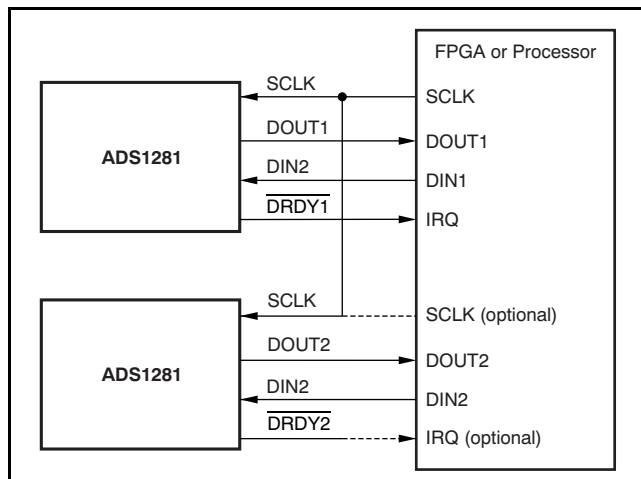 FPGA or Processor
SCLK
SCLK
ADS1281
DOUT1
DOUT1
DIN2
DIN1
DRDY1
IRQ
SCLK
SCLK (optional)
ADS1281
DOUT2
DOUT2
DIN2
DIN2
DRDY2
IRQ (optional)